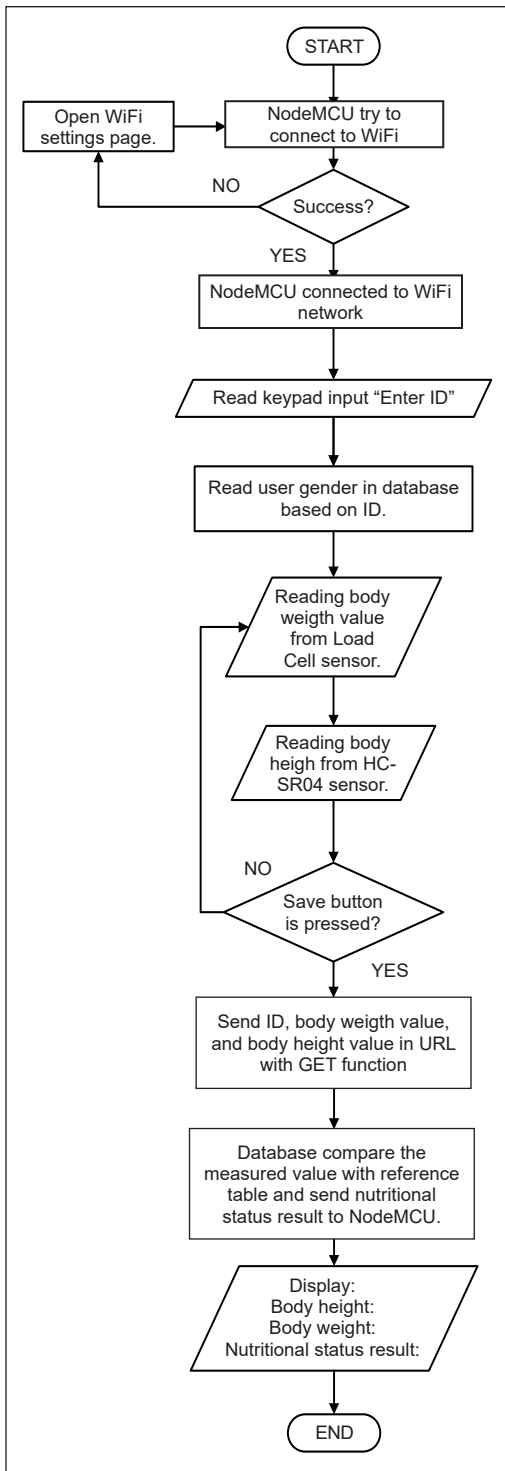 START
Open WiFi
settings page.
NodeMCU try to
connect to WiFi
NO
Success?
YES
NodeMCU connected to WiFi
network
Read keypad input “Enter ID”
Read user gender in database
based on ID.
Reading body
weigth value
from Load
Cell sensor.
Reading body
heigh from HC-
SR04 sensor.
NO
Save button
is pressed?
YES
Send ID, body weigth value,
and body height value in URL
with GET function
Database compare the
measured value with reference
table and send nutritional
status result to NodeMCU.
Display:
Body height:
Body weight:
Nutritional status result:
END